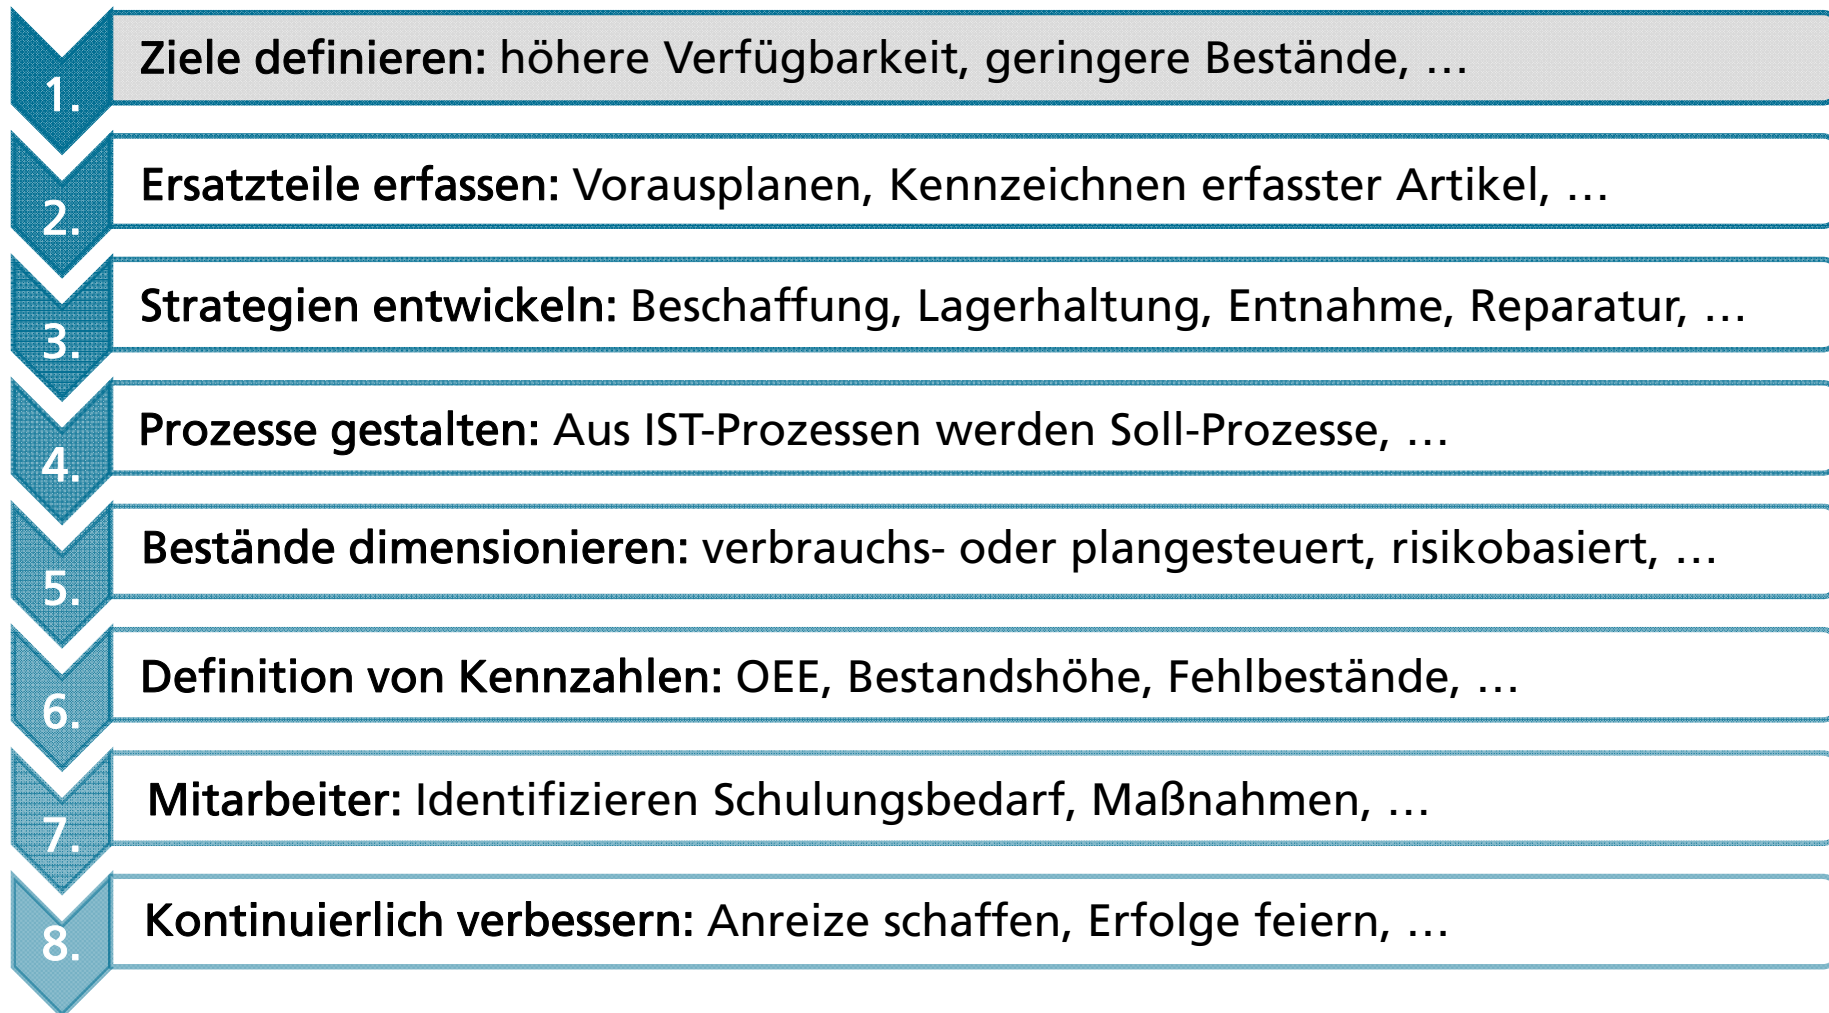 1. Ziele definieren: höhere Verfügbarkeit, geringere Bestände, …
2. Ersatzteile erfassen: Vorausplanen, Kennzeichnen erfasster Artikel, …
3. Strategien entwickeln: Beschaffung, Lagerhaltung, Entnahme, Reparatur, …
4. Prozesse gestalten: Aus IST-Prozessen werden Soll-Prozesse, …
5. Bestände dimensionieren: verbrauchs- oder plangesteuert, risikobasiert, …
6. Definition von Kennzahlen: OEE, Bestandshöhe, Fehlbestände, …
7. Mitarbeiter: Identifizieren Schulungsbedarf, Maßnahmen, …
8. Kontinuierlich verbessern: Anreize schaffen, Erfolge feiern, …